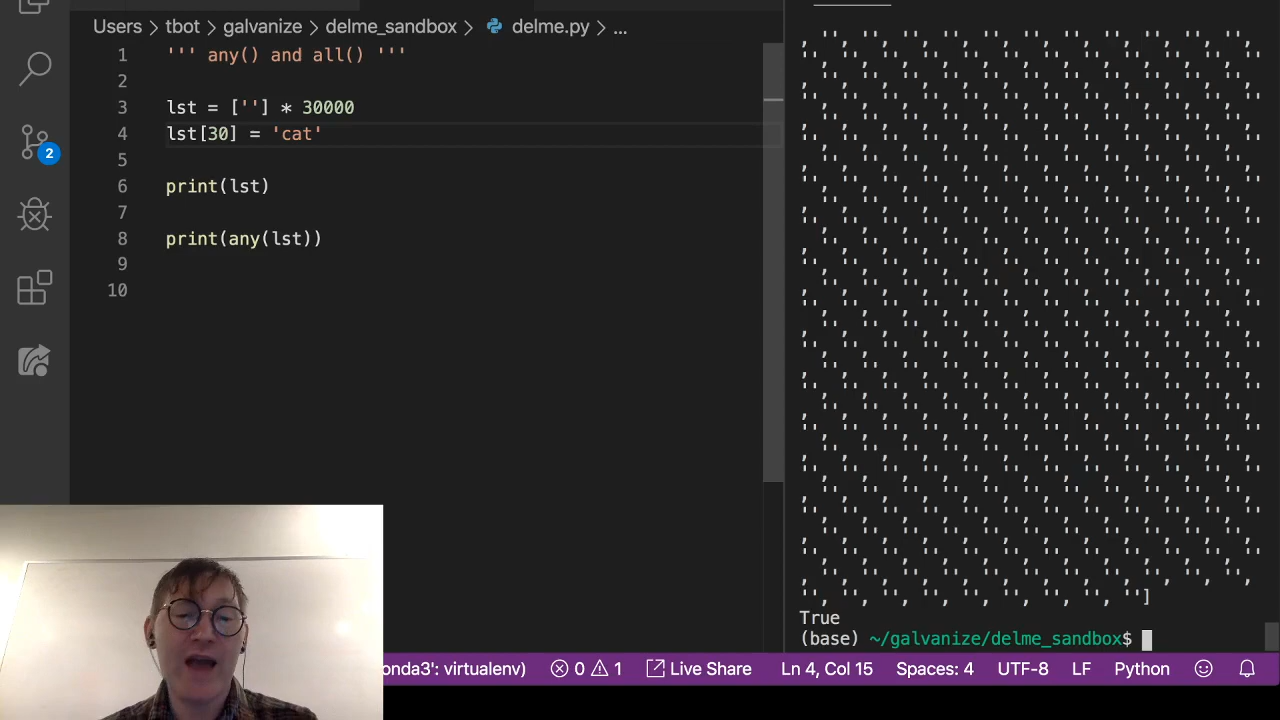 Users > tbot > galvanize > delme_sandbox > delme.py > ...
1 ''' any() and all() '''
2
3 lst = [''] * 30000
4 lst[30] = 'cat'
5
6 print(lst)
7
8 print(any(lst))
9
10
2
'', '', '', '', '', '', '', '']
True
(base) ~/galvanize/delme_sandbox$
onda3': virtualenv) 0 1 Live Share Ln 4, Col 15 Spaces: 4 UTF-8 LF Python